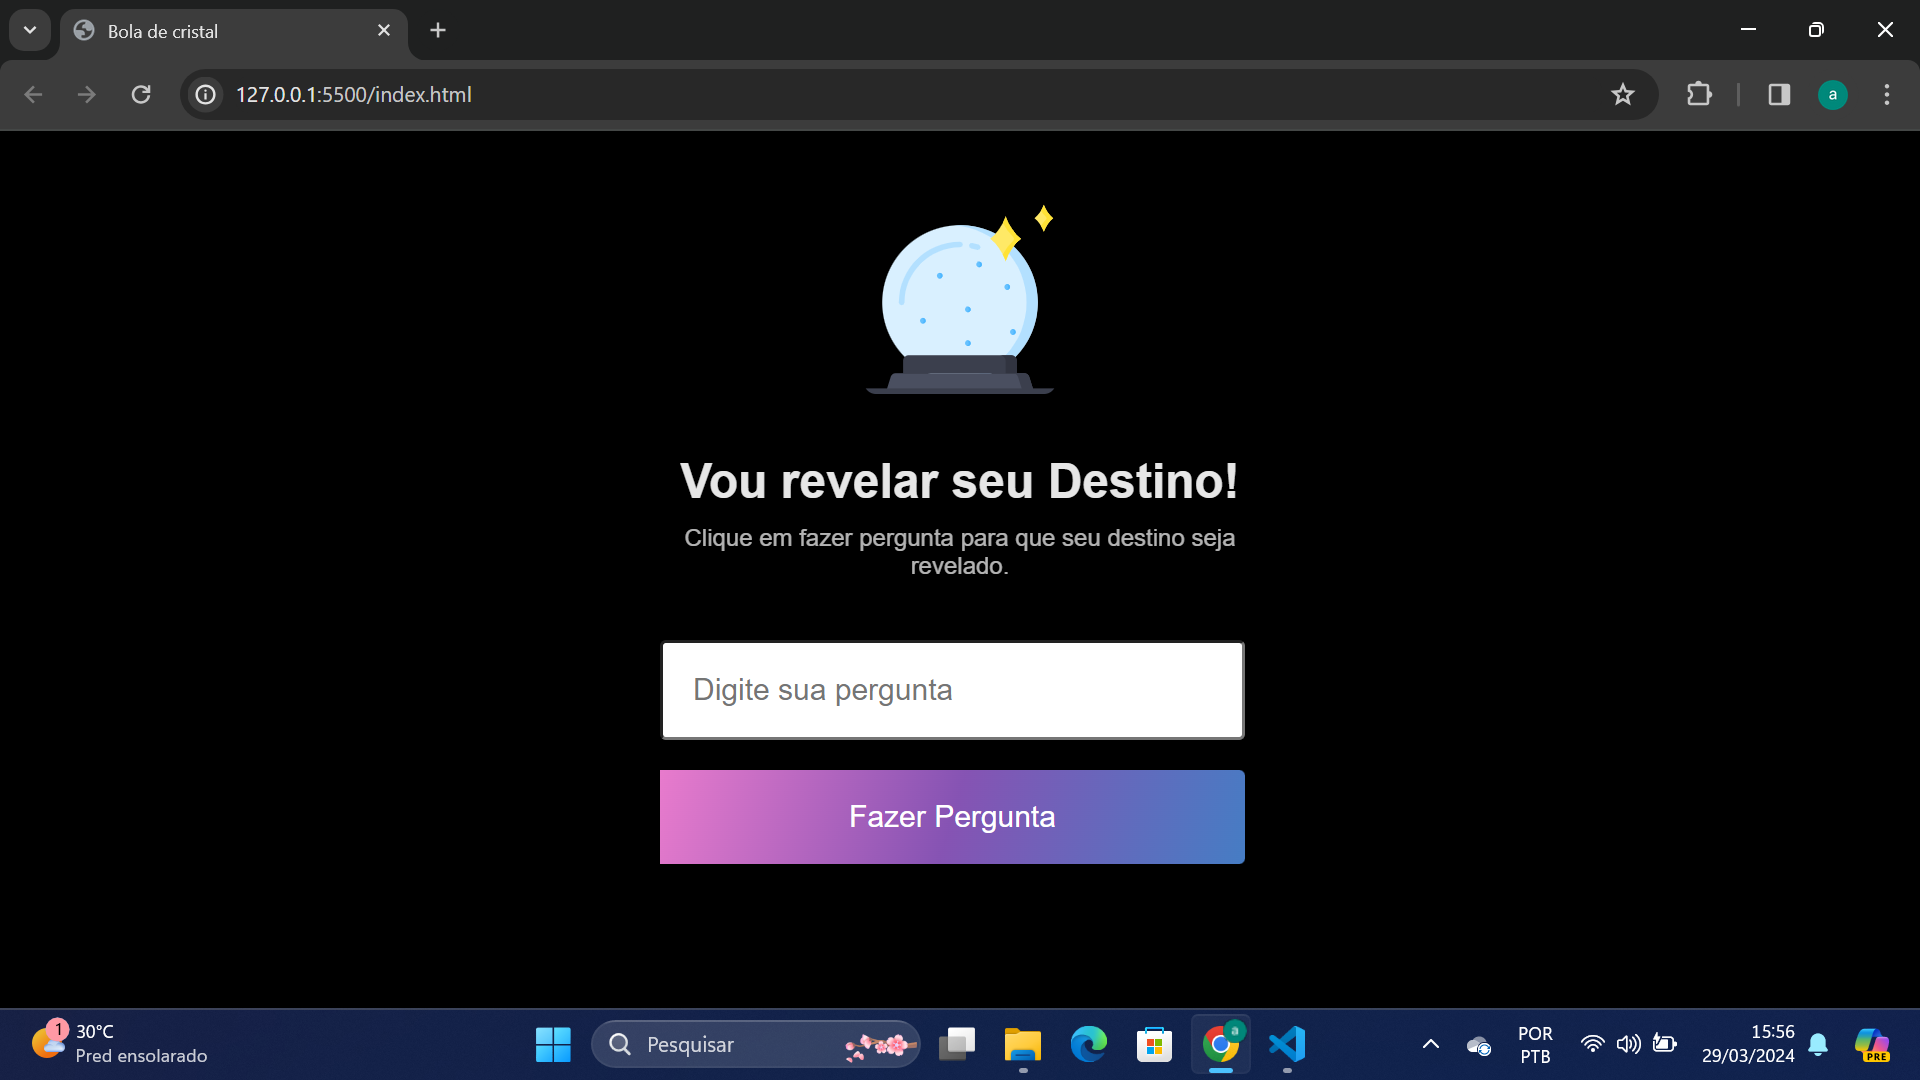 Bola de cristal
127.0.0.1:5500/index.html
a
Vou revelar seu Destino!
Clique em fazer pergunta para que seu destino seja
revelado.
Digite sua pergunta
Fazer Pergunta
1
30°C
Pred ensolarado
Pesquisar
a
POR
PTB
15:56
29/03/2024
PRE